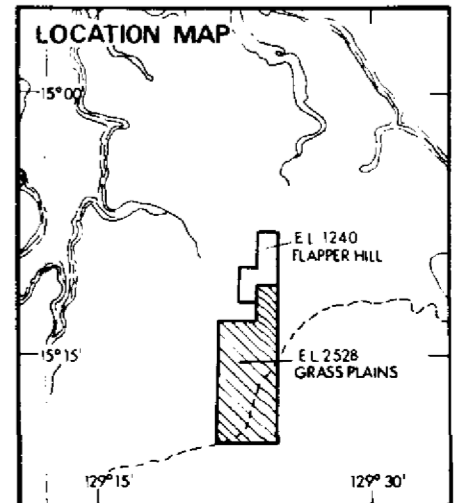 LOCATION MAP
15°00'
E L 1240
FLAPPER HILL
15°15'
E L 2528
GRASS PLAINS
129°15'
129°30'